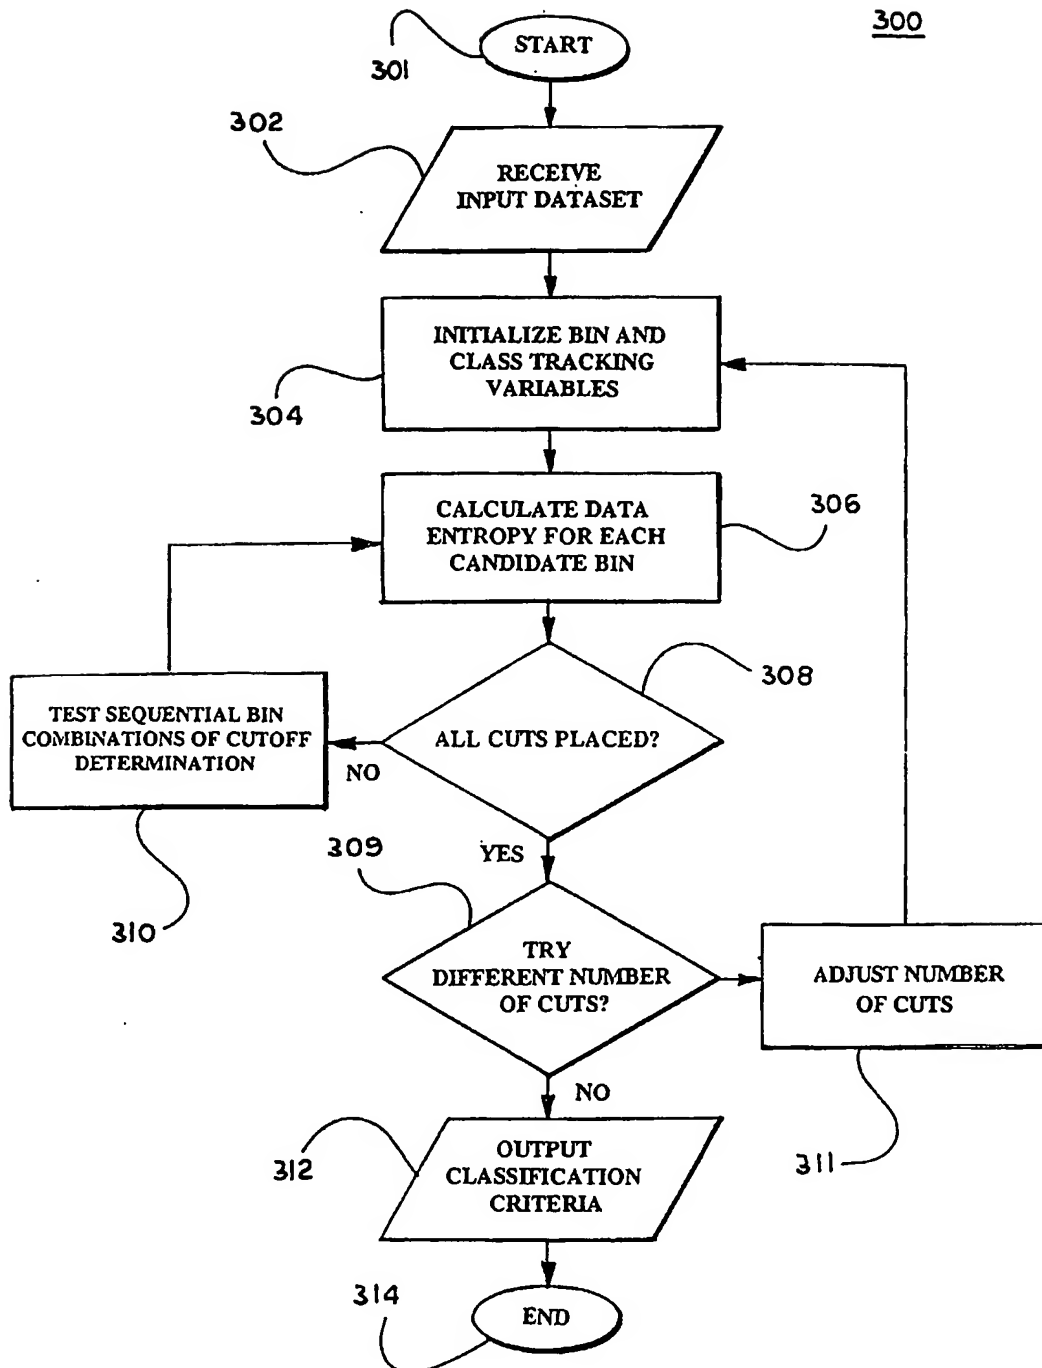 300
START
301
302
RECEIVE
INPUT DATASET
INITIALIZE BIN AND
CLASS TRACKING
VARIABLES
304
CALCULATE DATA
ENTROPY FOR EACH
CANDIDATE BIN
306
308
TEST SEQUENTIAL BIN
COMBINATIONS OF CUTOFF
DETERMINATION
ALL CUTS PLACED?
NO
310
YES
309
TRY
DIFFERENT NUMBER
OF CUTS?
ADJUST NUMBER
OF CUTS
311
NO
312
OUTPUT
CLASSIFICATION
CRITERIA
314
END